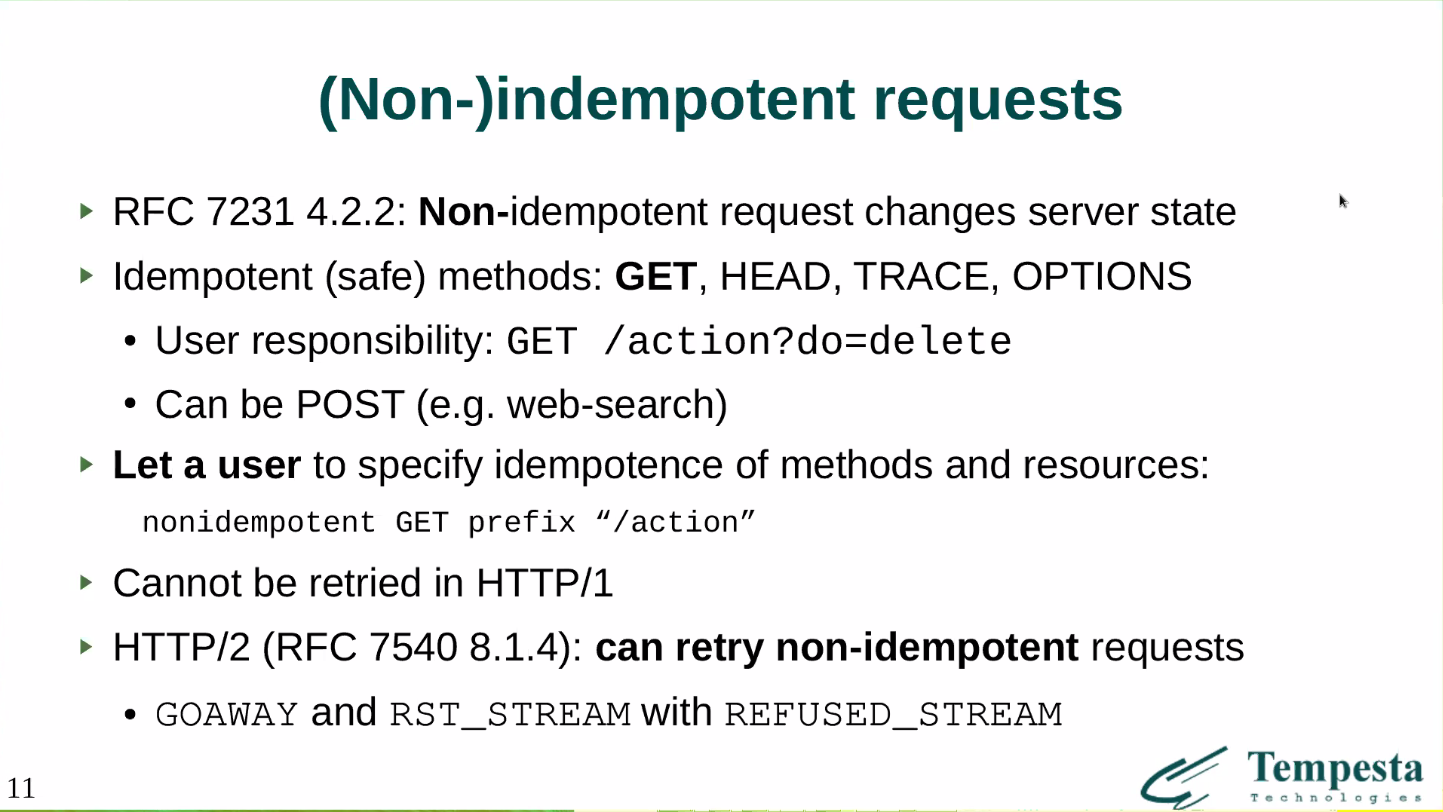 (Non-)indempotent requests
RFC 7231 4.2.2: Non-idempotent request changes server state
Idempotent (safe) methods: GET, HEAD, TRACE, OPTIONS
User responsibility: GET /action?do=delete
Can be POST (e.g. web-search)
Let a user to specify idempotence of methods and resources:
nonidempotent GET prefix “/action”
Cannot be retried in HTTP/1
HTTP/2 (RFC 7540 8.1.4): can retry non-idempotent requests
GOAWAY and RST_STREAM with REFUSED_STREAM
11
Tempesta
Technologies